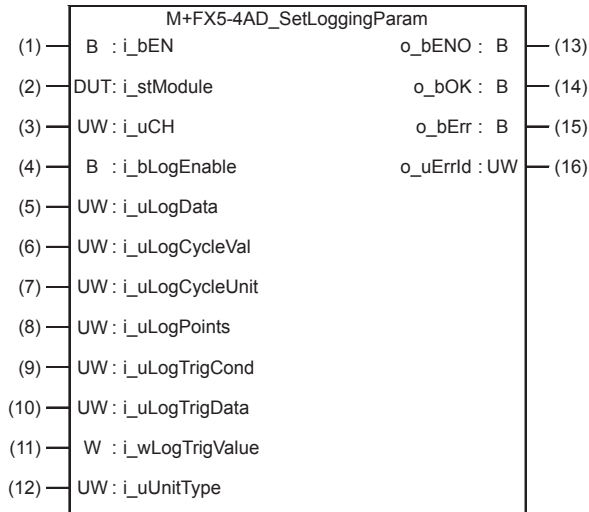 M+FX5-4AD_SetLoggingParam
(1) B : i_bEN o_bENO : B (13)
(2) DUT: i_stModule o_bOK : B (14)
(3) UW : i_uCH o_bErr : B (15)
(4) B : i_bLogEnable o_uErrId : UW (16)
(5) UW : i_uLogData
(6) UW : i_uLogCycleVal
(7) UW : i_uLogCycleUnit
(8) UW : i_uLogPoints
(9) UW : i_uLogTrigCond
(10) UW : i_uLogTrigData
(11) W : i_wLogTrigValue
(12) UW : i_uUnitType